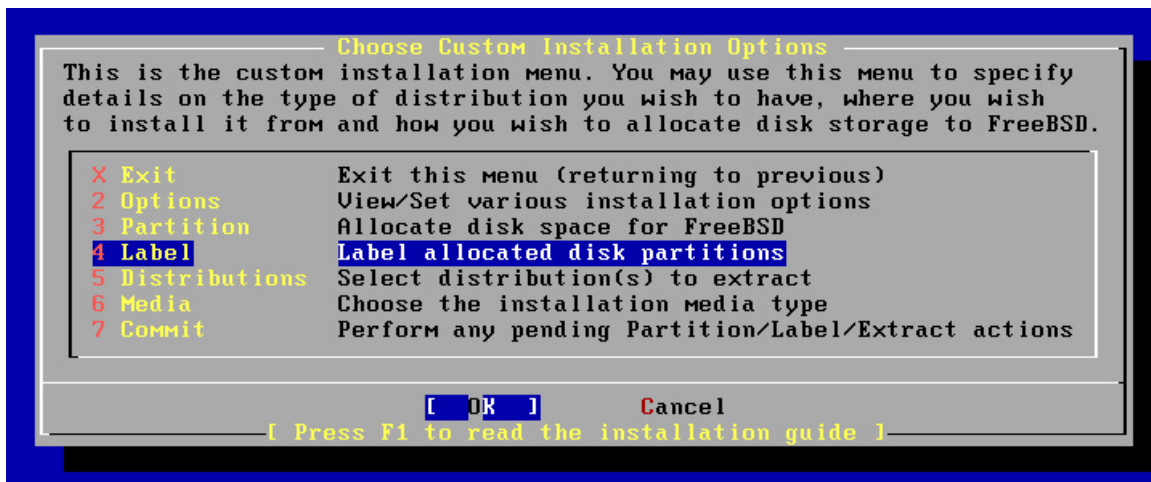 Choose Custom Installation Options
This is the custom installation menu. You may use this menu to specify
details on the type of distribution you wish to have, where you wish
to install it from and how you wish to allocate disk storage to FreeBSD.
X Exit Exit this menu (returning to previous)
2 Options View/Set various installation options
3 Partition Allocate disk space for FreeBSD
4 Label Label allocated disk partitions
5 Distributions Select distribution(s) to extract
6 Media Choose the installation media type
7 Commit Perform any pending Partition/Label/Extract actions
[ OK ] Cancel
[ Press F1 to read the installation guide ]